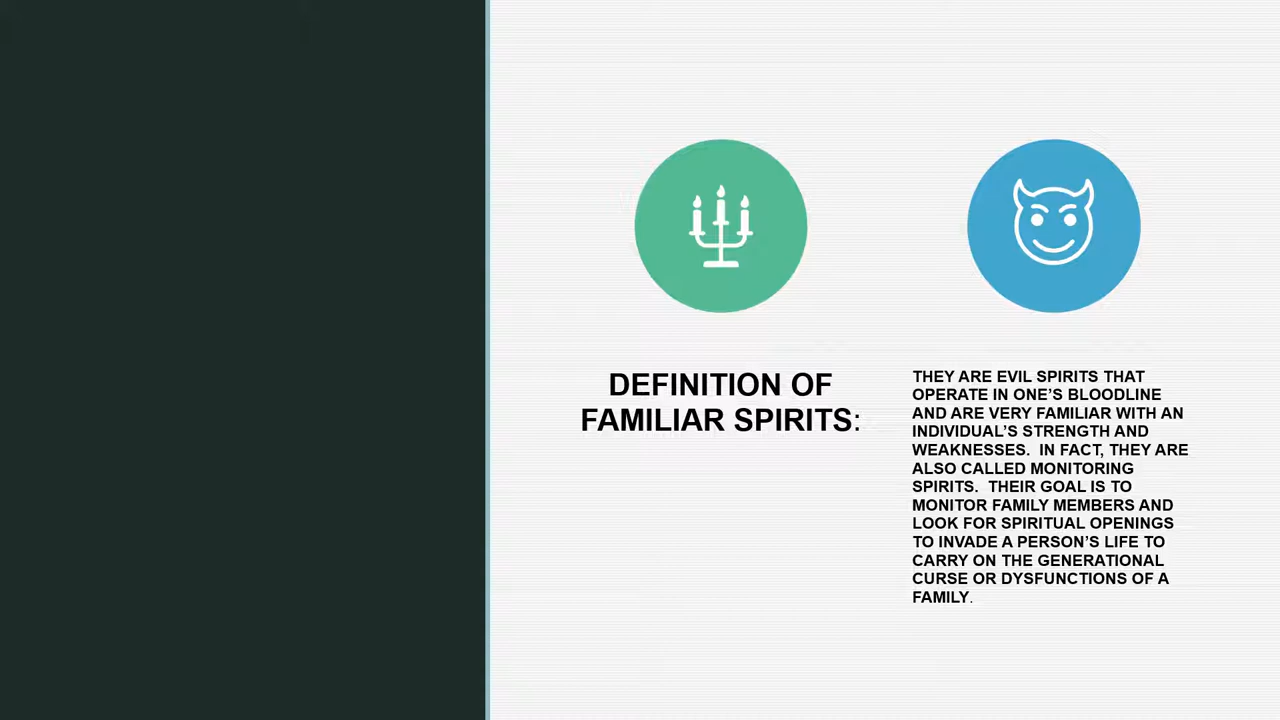 DEFINITION OF
FAMILIAR SPIRITS:
THEY ARE EVIL SPIRITS THAT
OPERATE IN ONE’S BLOODLINE
AND ARE VERY FAMILIAR WITH AN
INDIVIDUAL’S STRENGTH AND
WEAKNESSES.  IN FACT, THEY ARE
ALSO CALLED MONITORING
SPIRITS.  THEIR GOAL IS TO
MONITOR FAMILY MEMBERS AND
LOOK FOR SPIRITUAL OPENINGS
TO INVADE A PERSON’S LIFE TO
CARRY ON THE GENERATIONAL
CURSE OR DYSFUNCTIONS OF A
FAMILY.